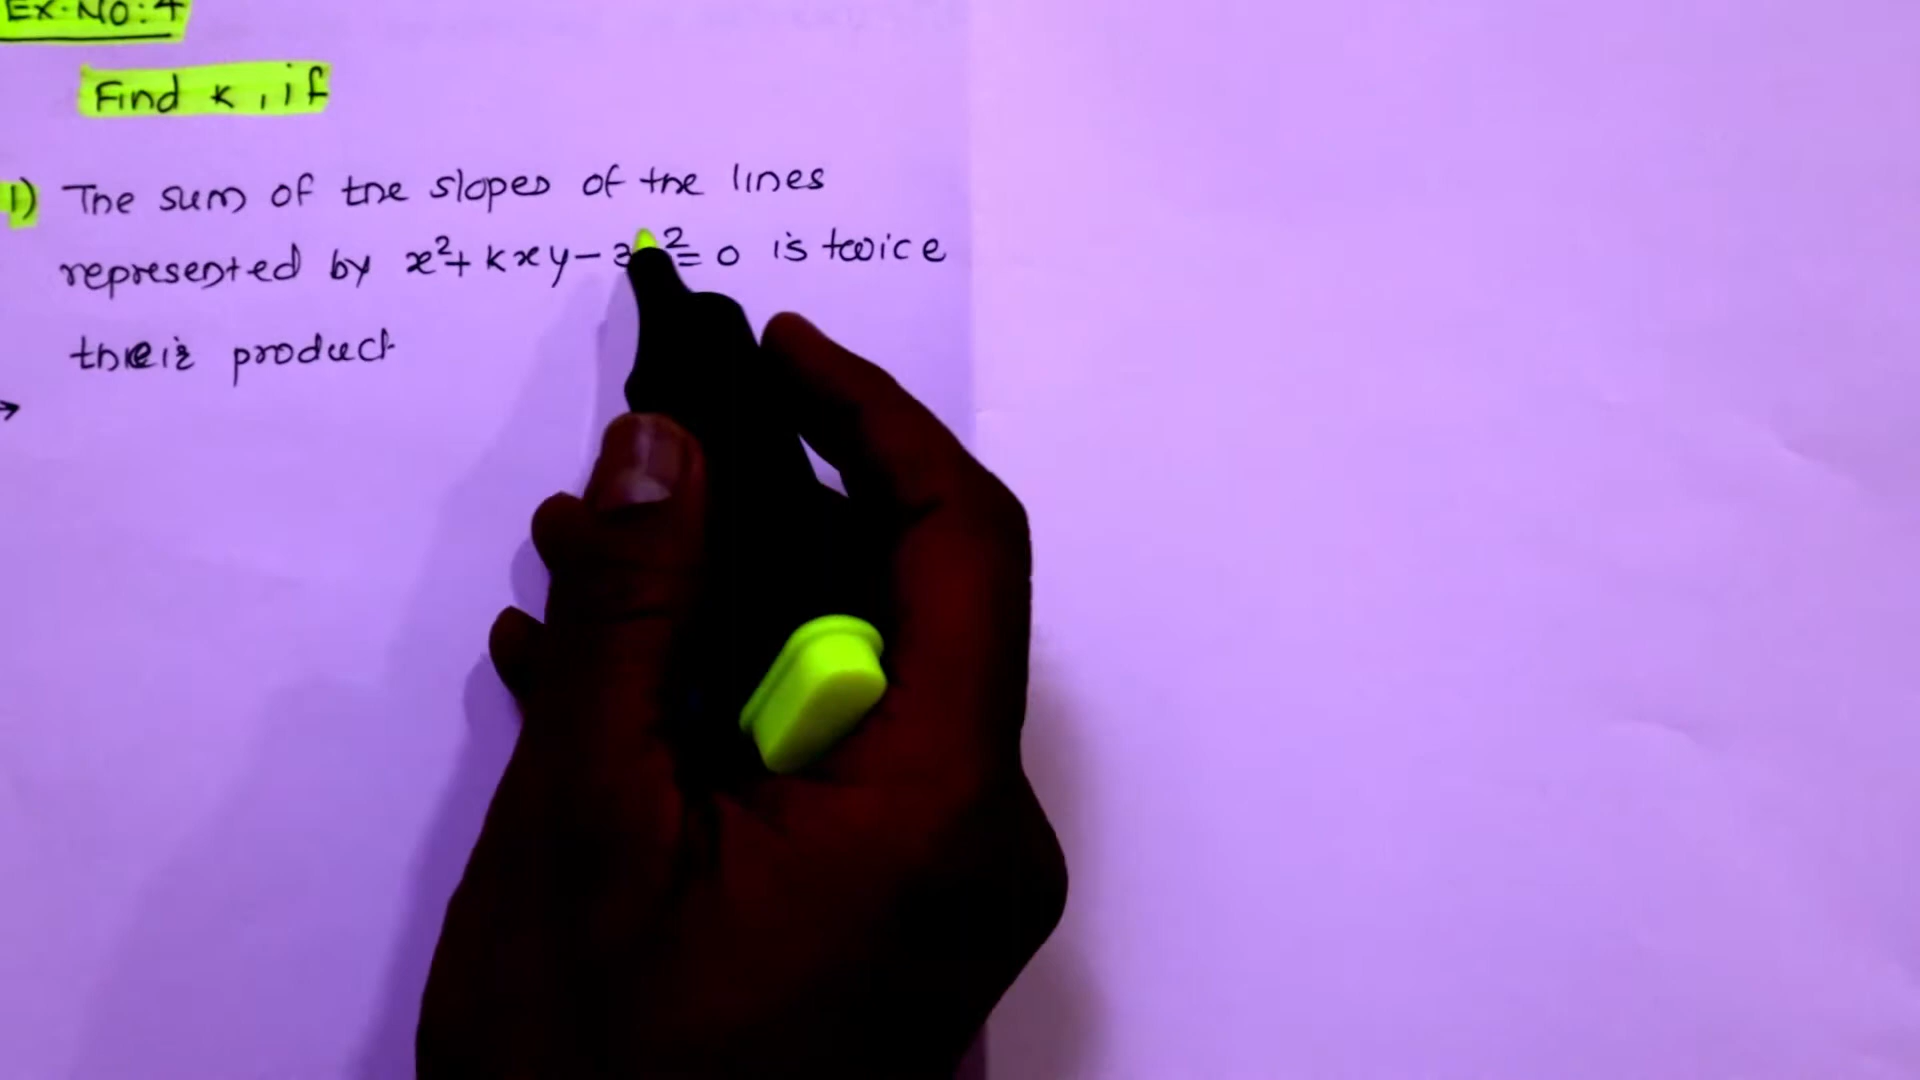 Ex. No: 4
Find k, if
1) The sum of the slopes of the lines
represented by x²+ kxy - 3 ²= 0 is twice
their product
→